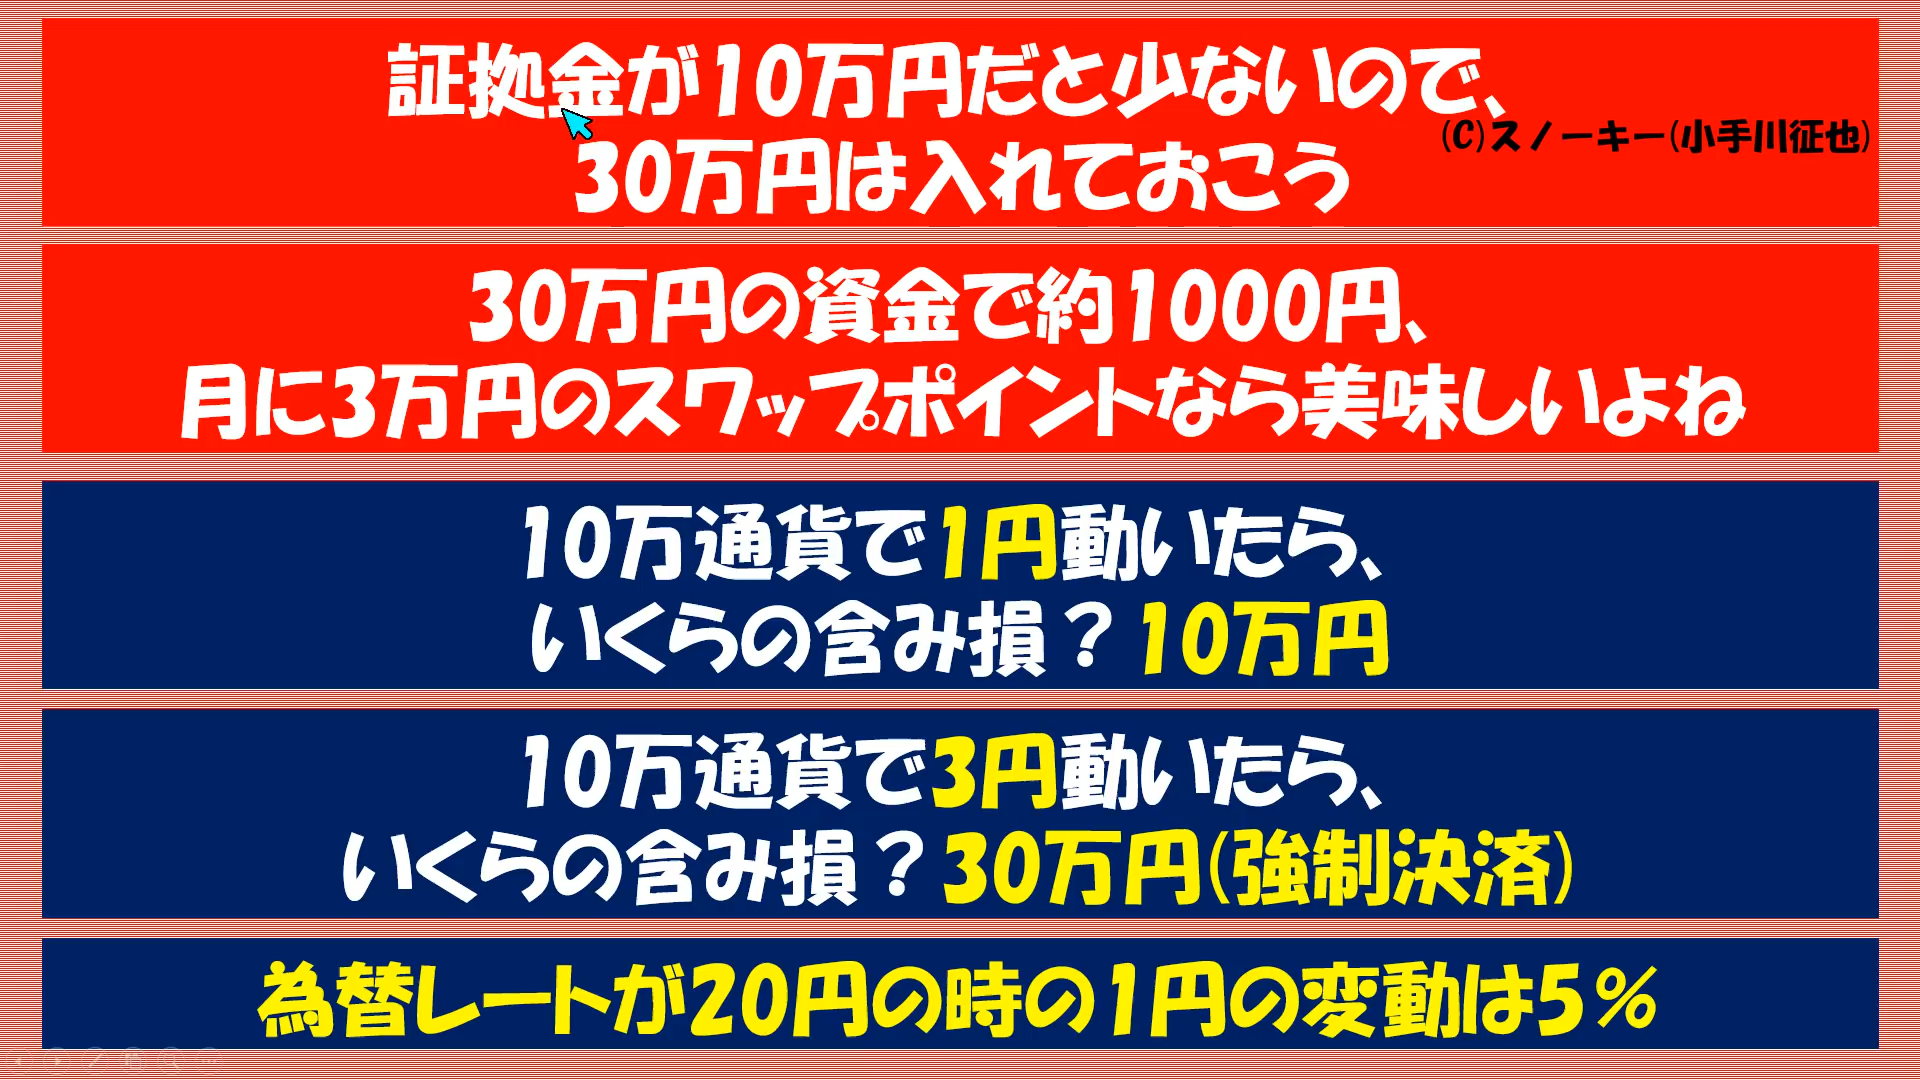 証拠金が10万円だと少ないので、
(C)スノーキー(小手川征也)
30万円は入れておこう
30万円の資金で約1000円、
月に3万円のスワップポイントなら美味しいよね
10万通貨で1円動いたら、
いくらの含み損？10万円
10万通貨で3円動いたら、
いくらの含み損？30万円(強制決済)
為替レートが20円の時の1円の変動は5％